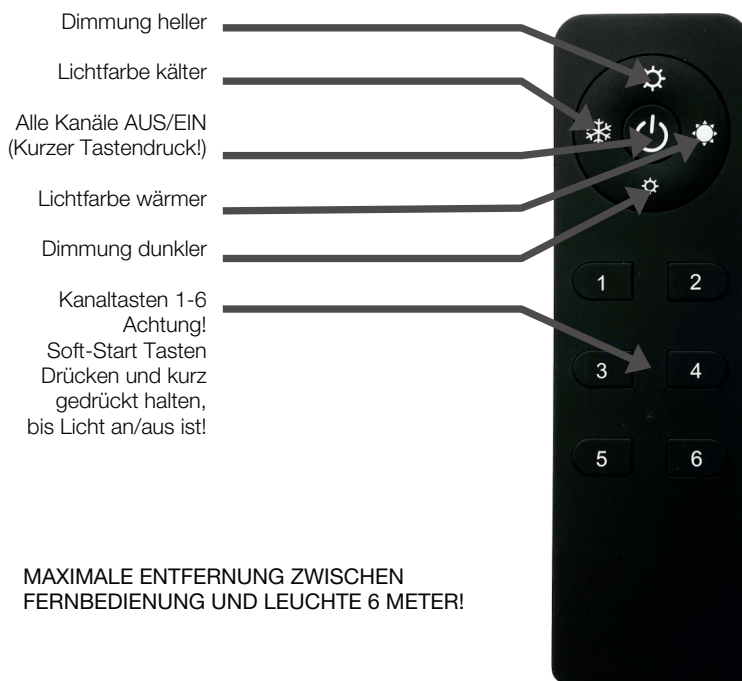 Dimmung heller
Lichtfarbe kälter
Alle Kanäle AUS/EIN
(Kurzer Tastendruck!)
Lichtfarbe wärmer
Dimmung dunkler
Kanaltasten 1-6
Achtung!
Soft-Start Tasten
Drücken und kurz
gedrückt halten,
bis Licht an/aus ist!
1 2
3 4
5 6
MAXIMALE ENTFERNUNG ZWISCHEN
FERNBEDIENUNG UND LEUCHTE 6 METER!